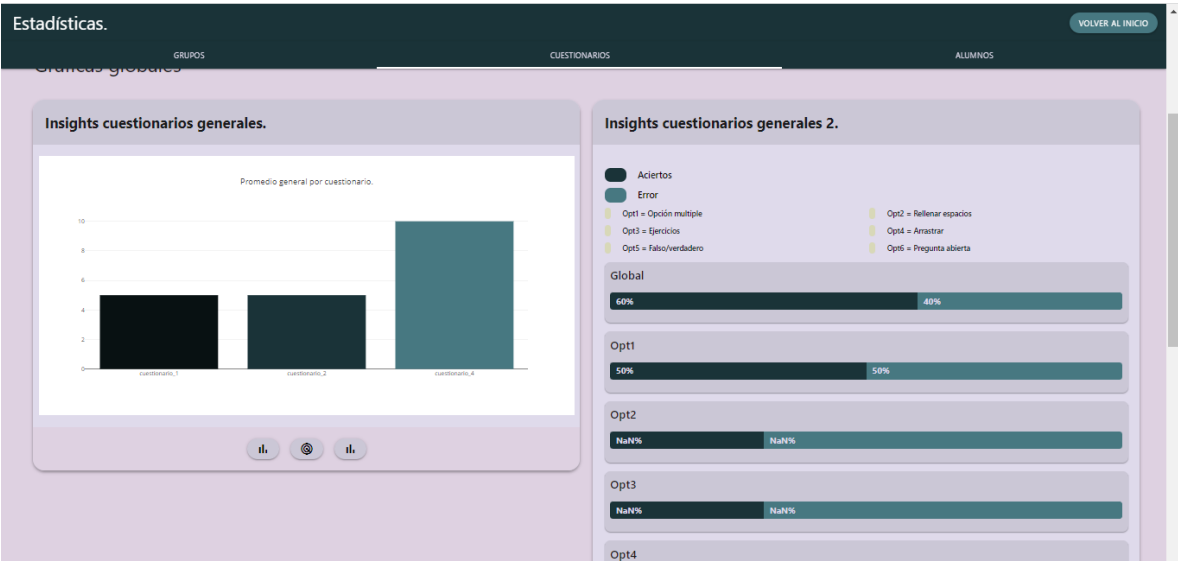 Estadísticas.
VOLVER AL INICIO
GRUPOS
CUESTIONARIOS
ALUMNOS
Gráficas globales
Insights cuestionarios generales.
Promedio general por cuestionario.
10
8
6
4
2
0
cuestionario_1
cuestionario_2
cuestionario_4
Insights cuestionarios generales 2.
Aciertos
Error
Opt1 = Opción multiple
Opt2 = Rellenar espacios
Opt3 = Ejercicios
Opt4 = Arrastrar
Opt5 = Falso/verdadero
Opt6 = Pregunta abierta
Global
60%
40%
Opt1
50%
50%
Opt2
NaN%
NaN%
Opt3
NaN%
NaN%
Opt4